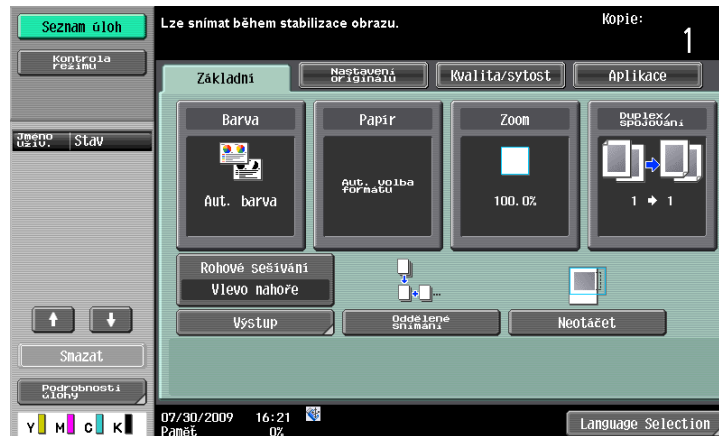 Seznam úloh
Lze snímat během stabilizace obrazu.
Kopie:
1
Kontrola
režimu
Základní
Nastavení
originálu
Kvalita/sytost
Aplikace
Jméno
uživ.
Stav
Barva
Papír
Zoom
Duplex/
spojování
Aut. barva
Aut. volba
formátu
100.0%
1 → 1
Rohové sešívání
Vlevo nahoře
Výstup
Oddělené
snímání
Neotáčet
Smazat
Podrobnosti
úlohy
Y M C K
07/30/2009 16:21
Paměť 0%
Language Selection